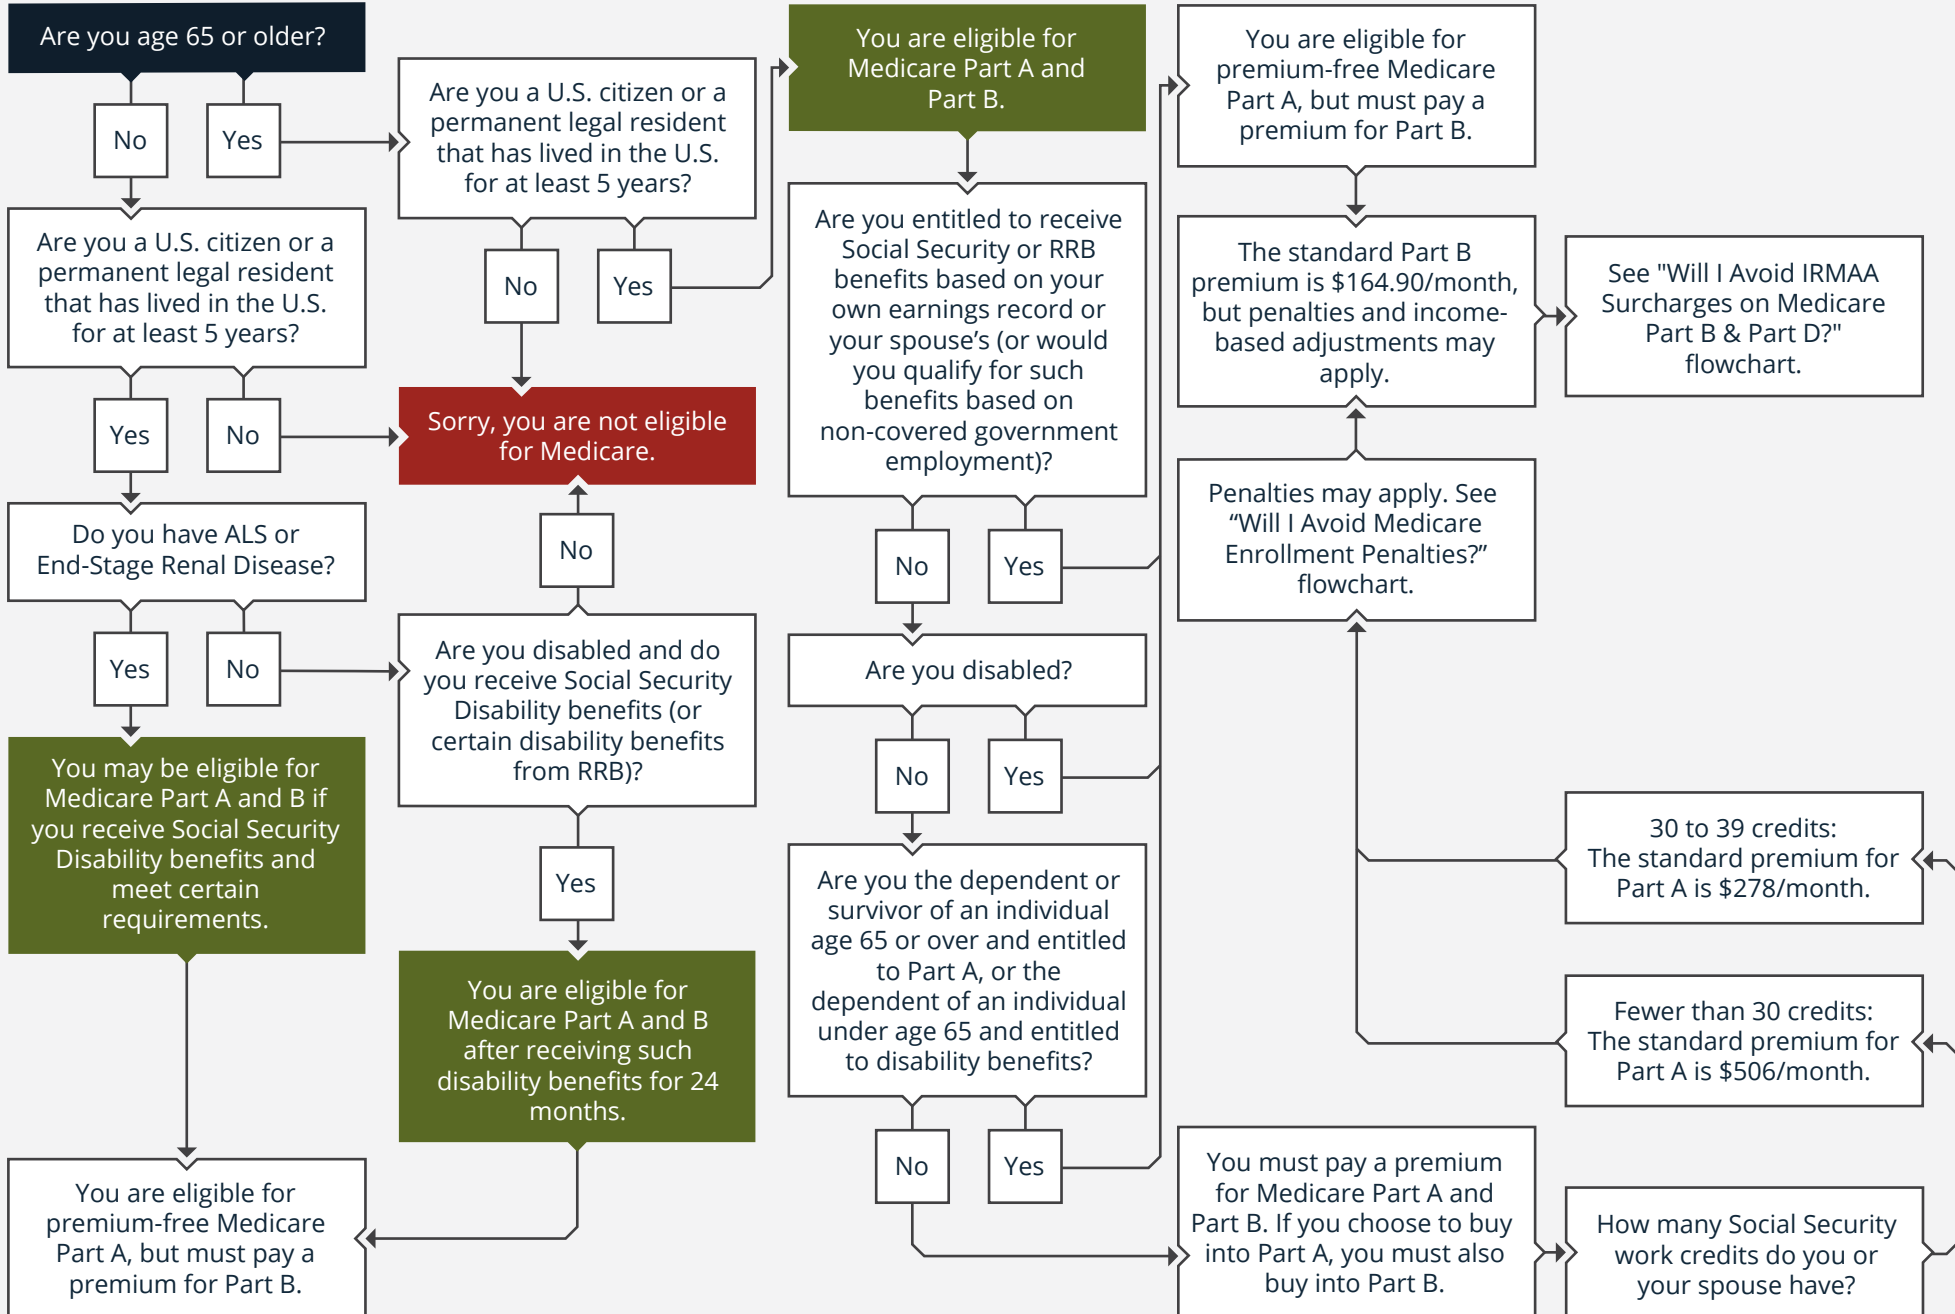 Are you age 65 or older?
No
Yes
Are you a U.S. citizen or a
permanent legal resident
that has lived in the U.S.
for at least 5 years?
Yes
No
Do you have ALS or
End-Stage Renal Disease?
Yes
No
You may be eligible for
Medicare Part A and B if
you receive Social Security
Disability benefits and
meet certain
requirements.
You are eligible for
premium-free Medicare
Part A, but must pay a
premium for Part B.
Are you a U.S. citizen or a
permanent legal resident
that has lived in the U.S.
for at least 5 years?
No
Yes
Sorry, you are not eligible
for Medicare.
No
Are you disabled and do
you receive Social Security
Disability benefits (or
certain disability benefits
from RRB)?
Yes
You are eligible for
Medicare Part A and B
after receiving such
disability benefits for 24
months.
You are eligible for
Medicare Part A and
Part B.
Are you entitled to receive
Social Security or RRB
benefits based on your
own earnings record or
your spouse’s (or would
you qualify for such
benefits based on
non-covered government
employment)?
No
Yes
Are you disabled?
No
Yes
Are you the dependent or
survivor of an individual
age 65 or over and entitled
to Part A, or the
dependent of an individual
under age 65 and entitled
to disability benefits?
No
Yes
You are eligible for
premium-free Medicare
Part A, but must pay a
premium for Part B.
The standard Part B
premium is $164.90/month,
but penalties and income-
based adjustments may
apply.
See "Will I Avoid IRMAA
Surcharges on Medicare
Part B & Part D?"
flowchart.
Penalties may apply. See
“Will I Avoid Medicare
Enrollment Penalties?”
flowchart.
30 to 39 credits:
The standard premium for
Part A is $278/month.
Fewer than 30 credits:
The standard premium for
Part A is $506/month.
You must pay a premium
for Medicare Part A and
Part B. If you choose to buy
into Part A, you must also
buy into Part B.
How many Social Security
work credits do you or
your spouse have?